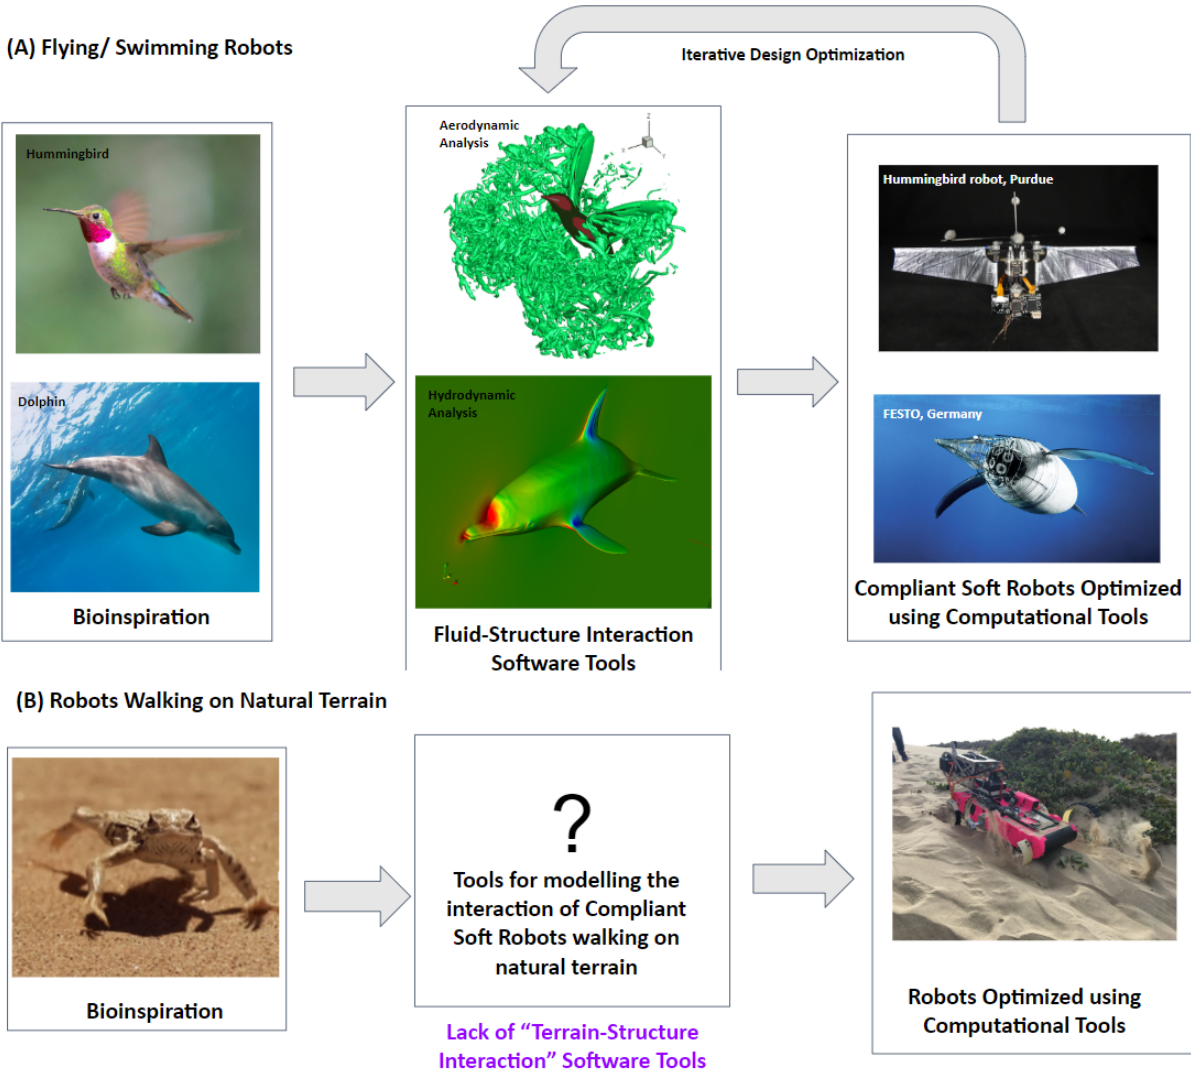 (A) Flying/ Swimming Robots
Iterative Design Optimization
Hummingbird
Dolphin
Bioinspiration
Aerodynamic
Analysis
Z
X
Y
Hydrodynamic
Analysis
Fluid-Structure Interaction
Software Tools
Hummingbird robot, Purdue
FESTO, Germany
Compliant Soft Robots Optimized
using Computational Tools
(B) Robots Walking on Natural Terrain
Bioinspiration
?
Tools for modelling the
interaction of Compliant
Soft Robots walking on
natural terrain
Lack of “Terrain-Structure
Interaction” Software Tools
Robots Optimized using
Computational Tools